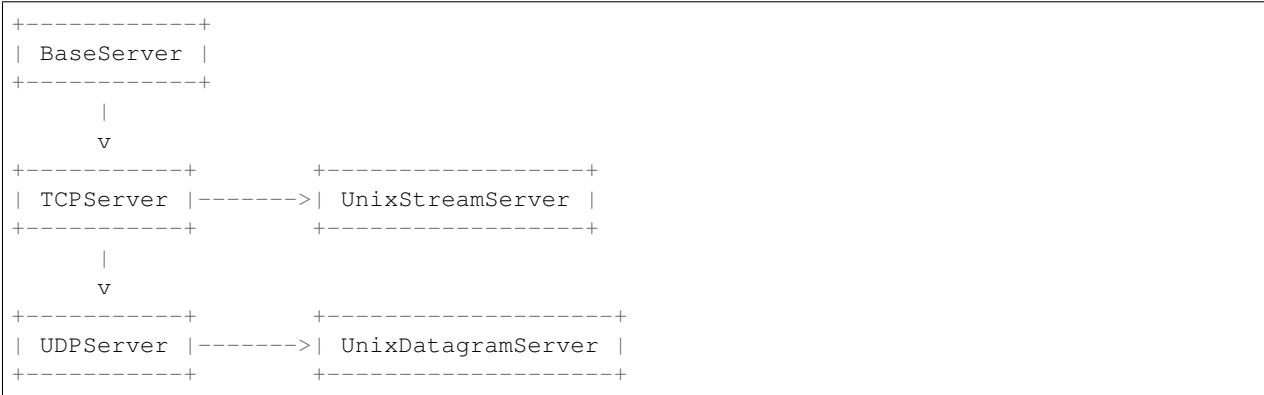 +------------+
| BaseServer |
+------------+
      |
      v
+-----------+        +------------------+
| TCPServer |------->| UnixStreamServer |
+-----------+        +------------------+
      |
      v
+-----------+        +--------------------+
| UDPServer |------->| UnixDatagramServer |
+-----------+        +--------------------+